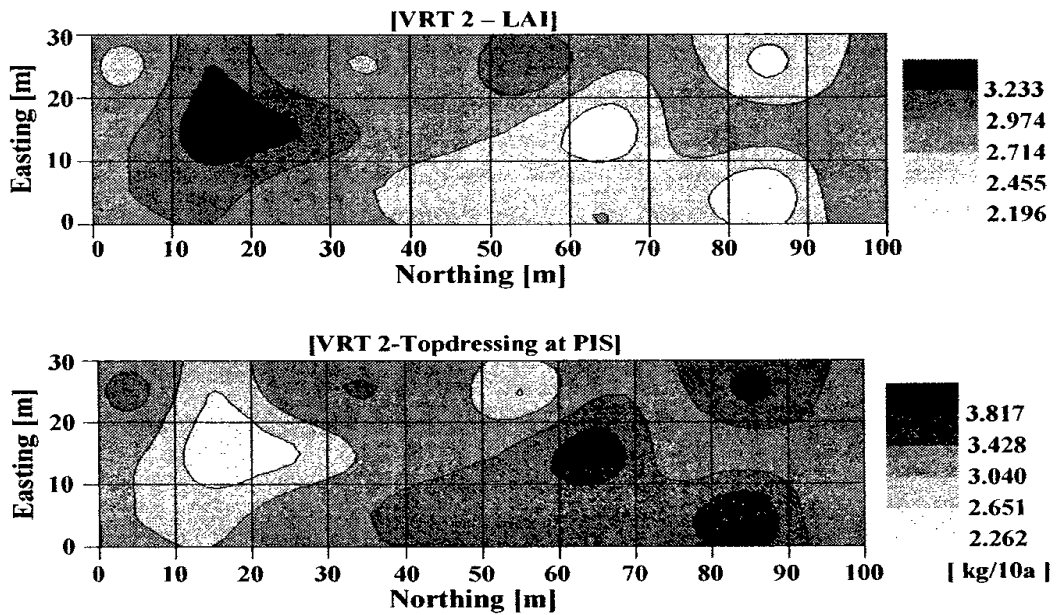 [VRT 2 – LAI]
30
20
10
0
Easting [m]
0 10 20 30 40 50 60 70 80 90 100
Northing [m]
3.233
2.974
2.714
2.455
2.196
[VRT 2-Topdressing at PIS]
30
20
10
0
Easting [m]
0 10 20 30 40 50 60 70 80 90 100
Northing [m]
3.817
3.428
3.040
2.651
2.262
[ kg/10a ]